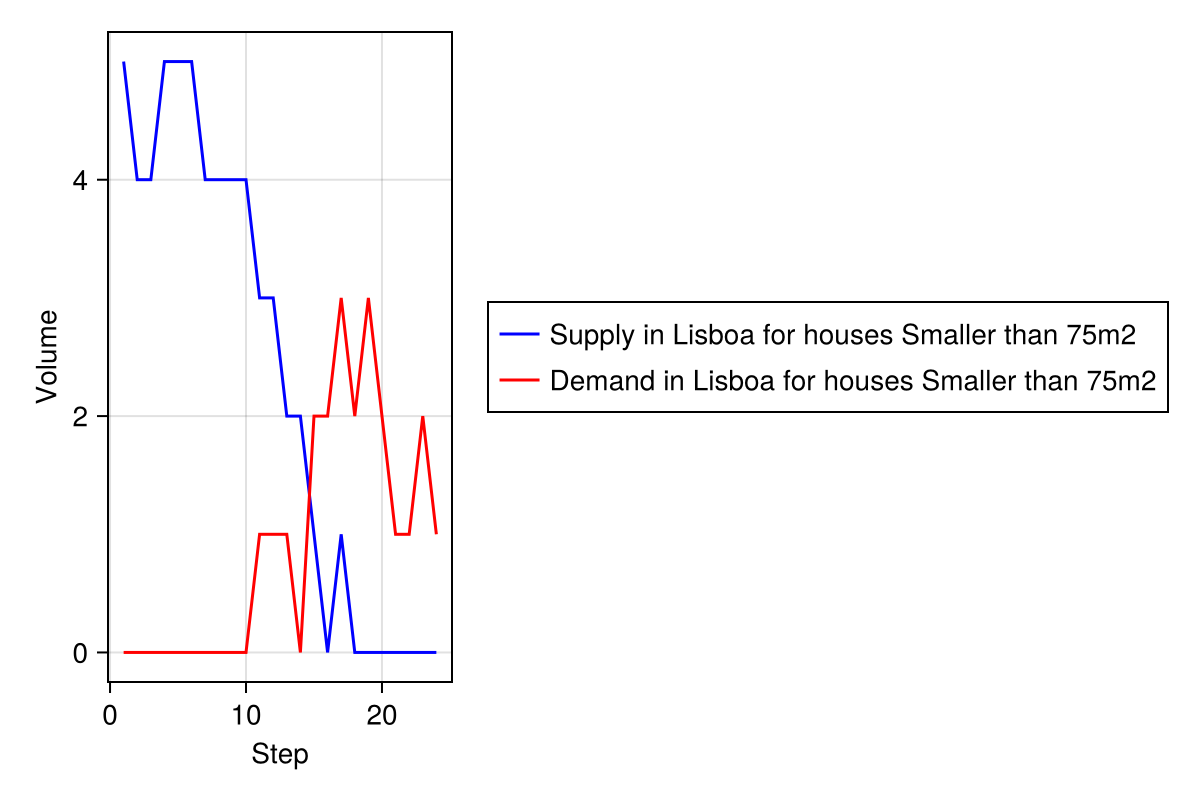 4
2
0
Volume
0 10 20
Step
Supply in Lisboa for houses Smaller than 75m2
Demand in Lisboa for houses Smaller than 75m2